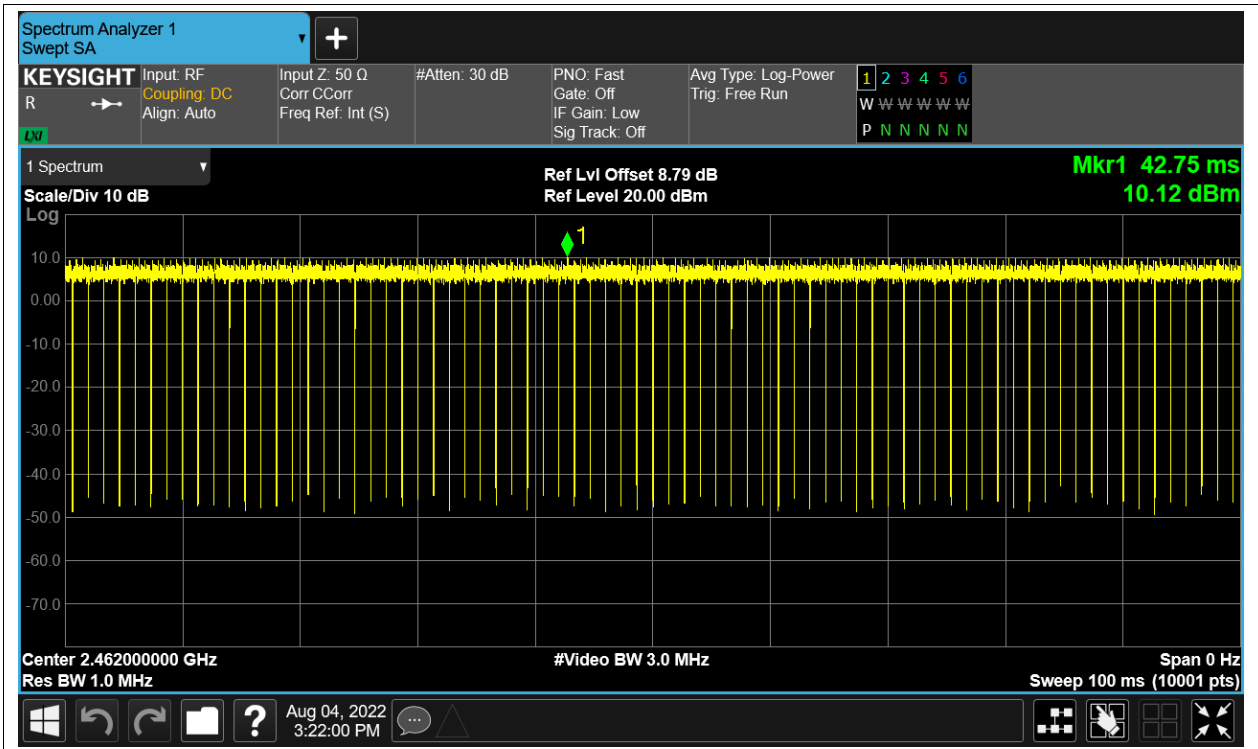 Spectrum Analyzer 1
Swept SA
+
KEYSIGHT
R
LXI
Input: RF
Coupling: DC
Align: Auto
Input Z: 50 Ω
Corr CCorr
Freq Ref: Int (S)
#Atten: 30 dB
PNO: Fast
Gate: Off
IF Gain: Low
Sig Track: Off
Avg Type: Log-Power
Trig: Free Run
1 2 3 4 5 6
W W W W W W
P N N N N N
1 Spectrum
Scale/Div 10 dB
Log
Ref Lvl Offset 8.79 dB
Ref Level 20.00 dBm
Mkr1 42.75 ms
10.12 dBm
1
10.0
0.00
-10.0
-20.0
-30.0
-40.0
-50.0
-60.0
-70.0
Center 2.462000000 GHz
Res BW 1.0 MHz
#Video BW 3.0 MHz
Span 0 Hz
Sweep 100 ms (10001 pts)
?
Aug 04, 2022
3:22:00 PM